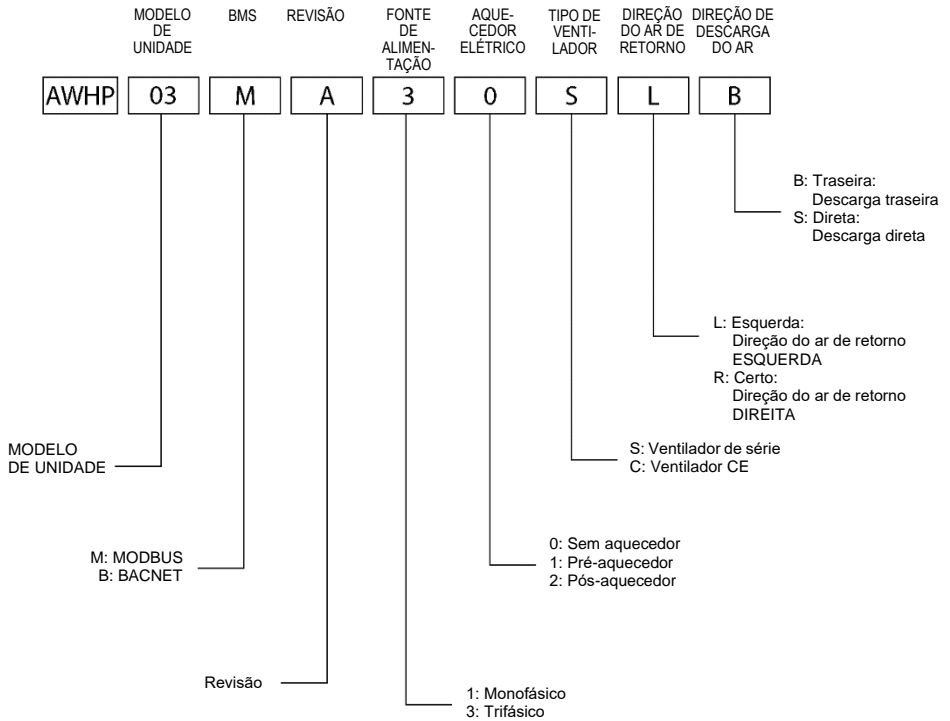 MODELO
DE
UNIDADE
BMS
REVISÃO
FONTE
DE
ALIMEN-
TAÇÃO
AQUE-
CEDOR
ELÉTRICO
TIPO DE
VENTI-
LADOR
DIREÇÃO
DO AR DE
RETORNO
DIREÇÃO DE
DESCARGA
DO AR
AWHP 03 M A 3 0 S L B
B: Traseira:
Descarga traseira
S: Direta:
Descarga direta
L: Esquerda:
Direção do ar de retorno
ESQUERDA
R: Certo:
Direção do ar de retorno
DIREITA
MODELO
DE UNIDADE
S: Ventilador de série
C: Ventilador CE
M: MODBUS
B: BACNET
0: Sem aquecedor
1: Pré-aquecedor
2: Pós-aquecedor
Revisão
1: Monofásico
3: Trifásico